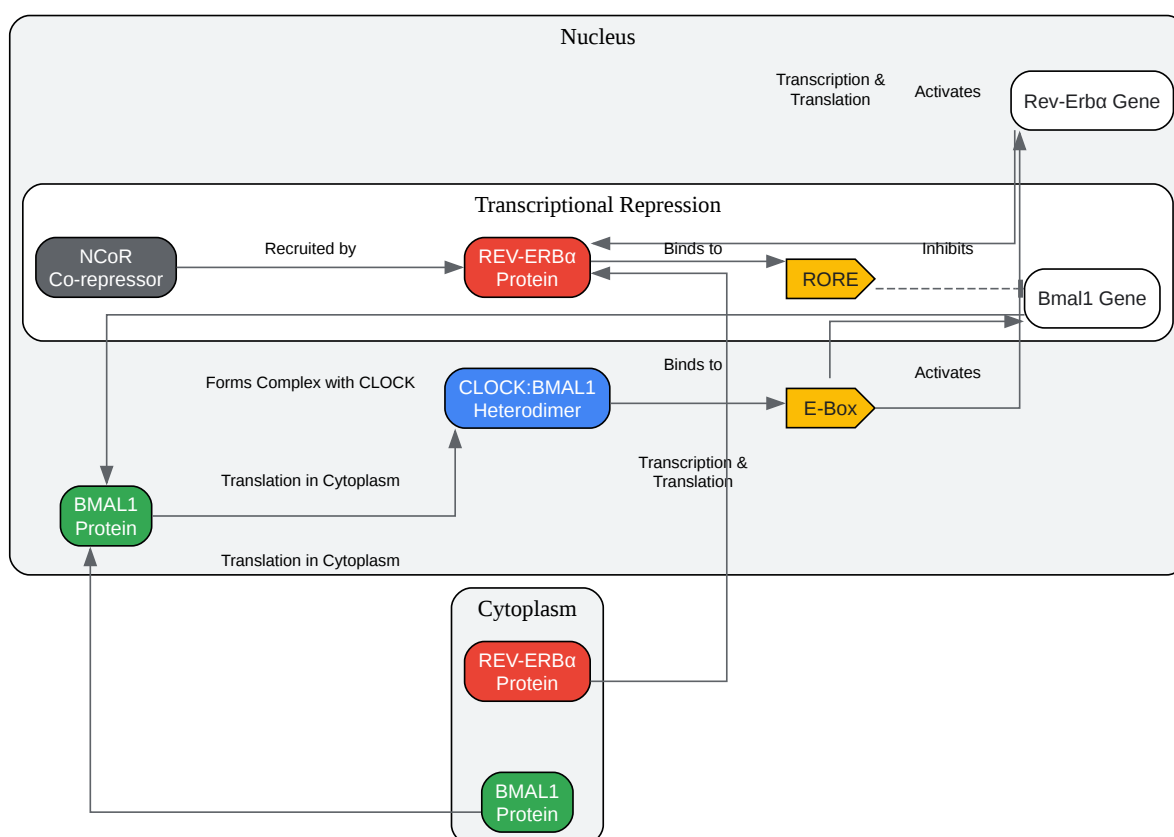 Nucleus
Transcription &
Translation
Activates
Rev-Erbα Gene
Transcriptional Repression
NCoR
Co-repressor
Recruited by
REV-ERBα
Protein
Binds to
RORE
Inhibits
Bmal1 Gene
Forms Complex with CLOCK
CLOCK:BMAL1
Heterodimer
Binds to
E-Box
Activates
Translation in Cytoplasm
Transcription &
Translation
BMAL1
Protein
Translation in Cytoplasm
Cytoplasm
REV-ERBα
Protein
BMAL1
Protein